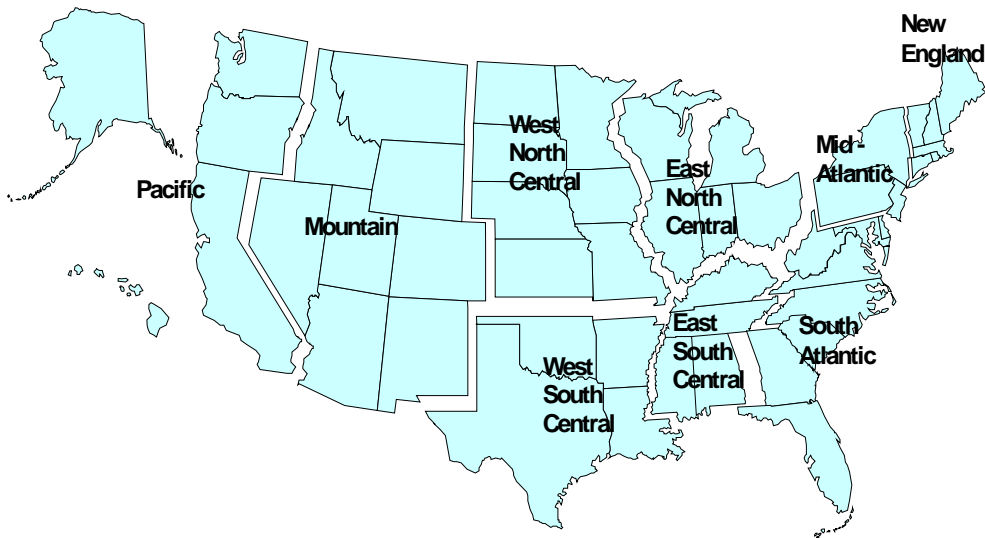 New
England
Mid -
Atlantic
West
North
Central
East
North
Central
Pacific
Mountain
East
South
Central
South
Atlantic
West
South
Central